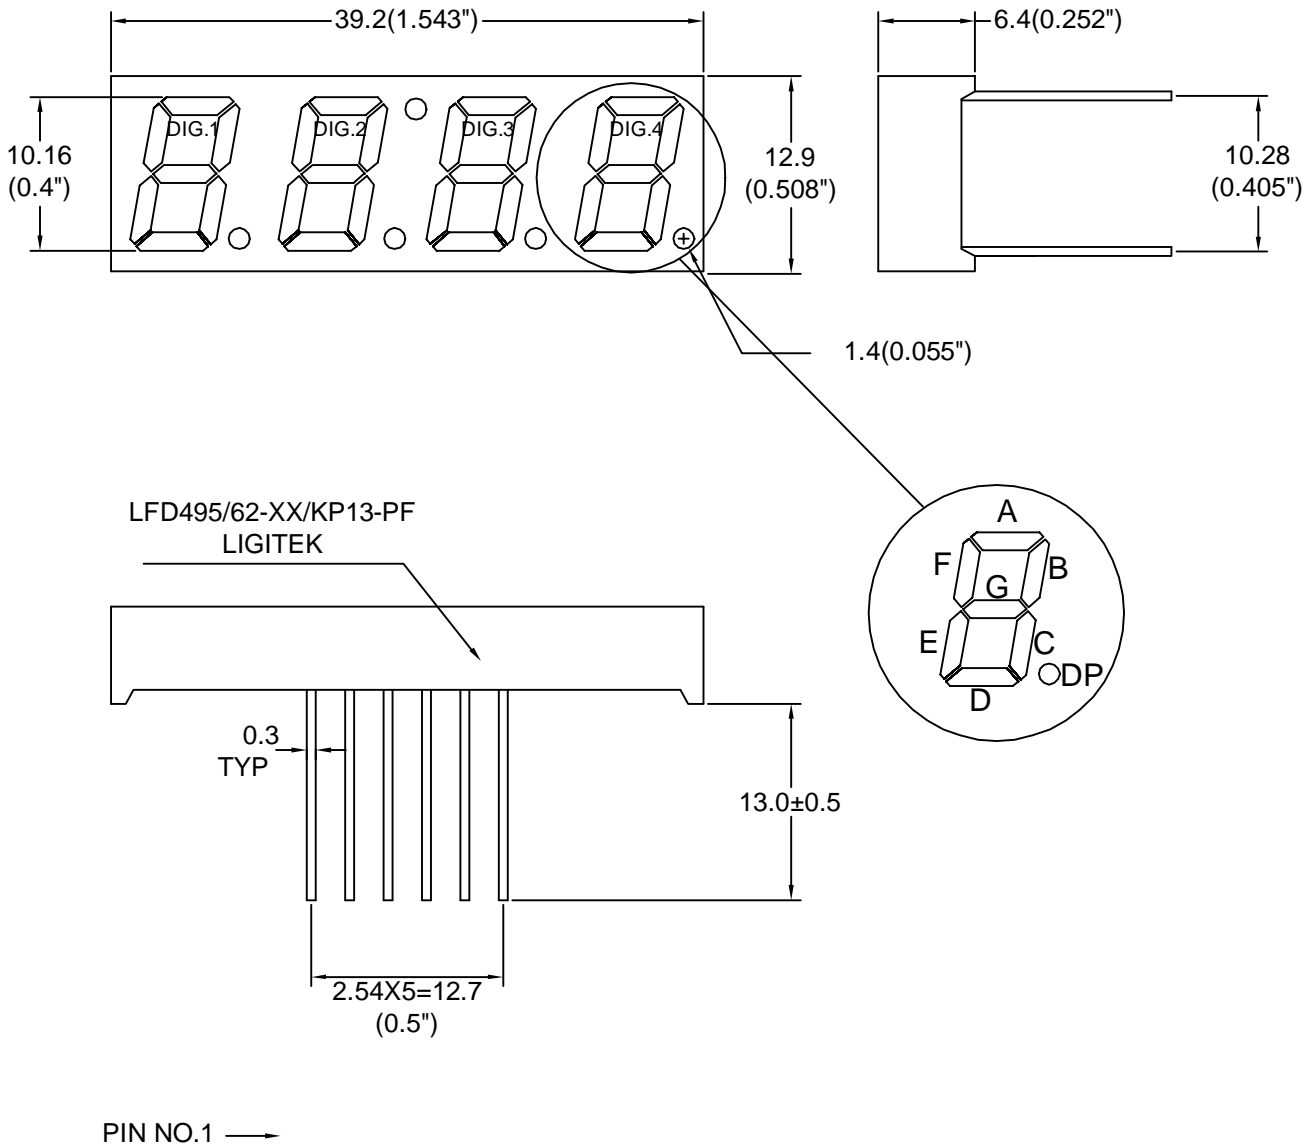 39.2(1.543")
6.4(0.252")
DIG.1
DIG.2
DIG.3
DIG.4
10.16
(0.4")
12.9
(0.508")
10.28
(0.405")
1.4(0.055")
LFD495/62-XX/KP13-PF
LIGITEK
A
F
B
G
E
C
DP
D
0.3
TYP
13.0±0.5
2.54X5=12.7
(0.5")
PIN NO.1